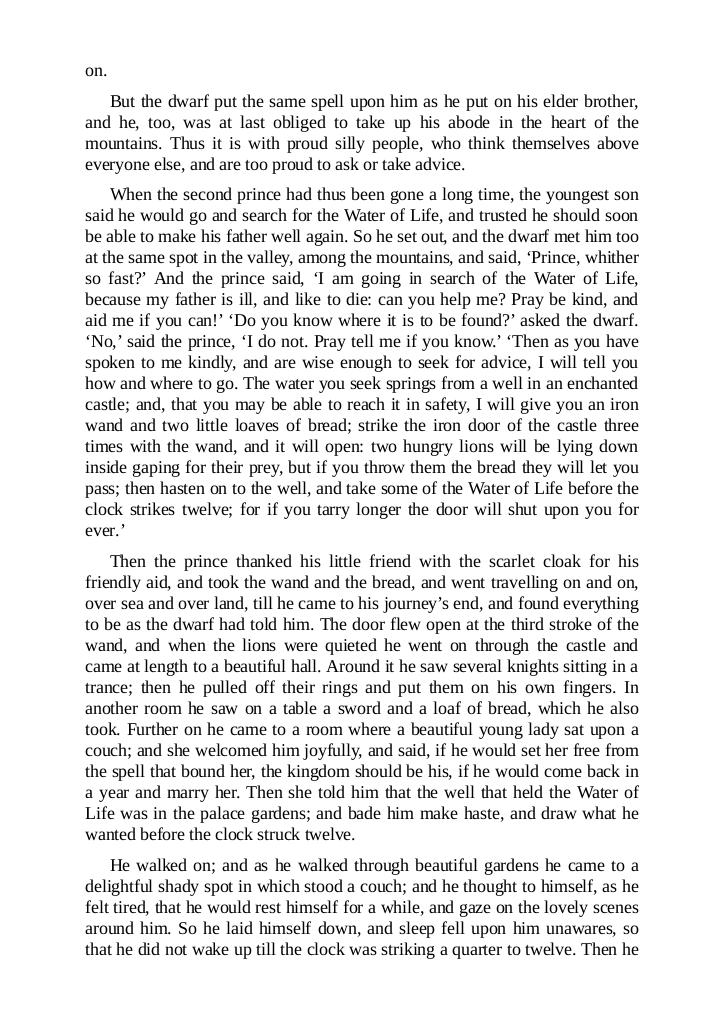 on.
But the dwarf put the same spell upon him as he put on his elder brother,
and he, too, was at last obliged to take up his abode in the heart of the
mountains. Thus it is with proud silly people, who think themselves above
everyone else, and are too proud to ask or take advice.
When the second prince had thus been gone a long time, the youngest son
said he would go and search for the Water of Life, and trusted he should soon
be able to make his father well again. So he set out, and the dwarf met him too
at the same spot in the valley, among the mountains, and said, ‘Prince, whither
so fast?’ And the prince said, ‘I am going in search of the Water of Life,
because my father is ill, and like to die: can you help me? Pray be kind, and
aid me if you can!’ ‘Do you know where it is to be found?’ asked the dwarf.
‘No,’ said the prince, ‘I do not. Pray tell me if you know.’ ‘Then as you have
spoken to me kindly, and are wise enough to seek for advice, I will tell you
how and where to go. The water you seek springs from a well in an enchanted
castle; and, that you may be able to reach it in safety, I will give you an iron
wand and two little loaves of bread; strike the iron door of the castle three
times with the wand, and it will open: two hungry lions will be lying down
inside gaping for their prey, but if you throw them the bread they will let you
pass; then hasten on to the well, and take some of the Water of Life before the
clock strikes twelve; for if you tarry longer the door will shut upon you for
ever.’
Then the prince thanked his little friend with the scarlet cloak for his
friendly aid, and took the wand and the bread, and went travelling on and on,
over sea and over land, till he came to his journey’s end, and found everything
to be as the dwarf had told him. The door flew open at the third stroke of the
wand, and when the lions were quieted he went on through the castle and
came at length to a beautiful hall. Around it he saw several knights sitting in a
trance; then he pulled off their rings and put them on his own fingers. In
another room he saw on a table a sword and a loaf of bread, which he also
took. Further on he came to a room where a beautiful young lady sat upon a
couch; and she welcomed him joyfully, and said, if he would set her free from
the spell that bound her, the kingdom should be his, if he would come back in
a year and marry her. Then she told him that the well that held the Water of
Life was in the palace gardens; and bade him make haste, and draw what he
wanted before the clock struck twelve.
He walked on; and as he walked through beautiful gardens he came to a
delightful shady spot in which stood a couch; and he thought to himself, as he
felt tired, that he would rest himself for a while, and gaze on the lovely scenes
around him. So he laid himself down, and sleep fell upon him unawares, so
that he did not wake up till the clock was striking a quarter to twelve. Then he